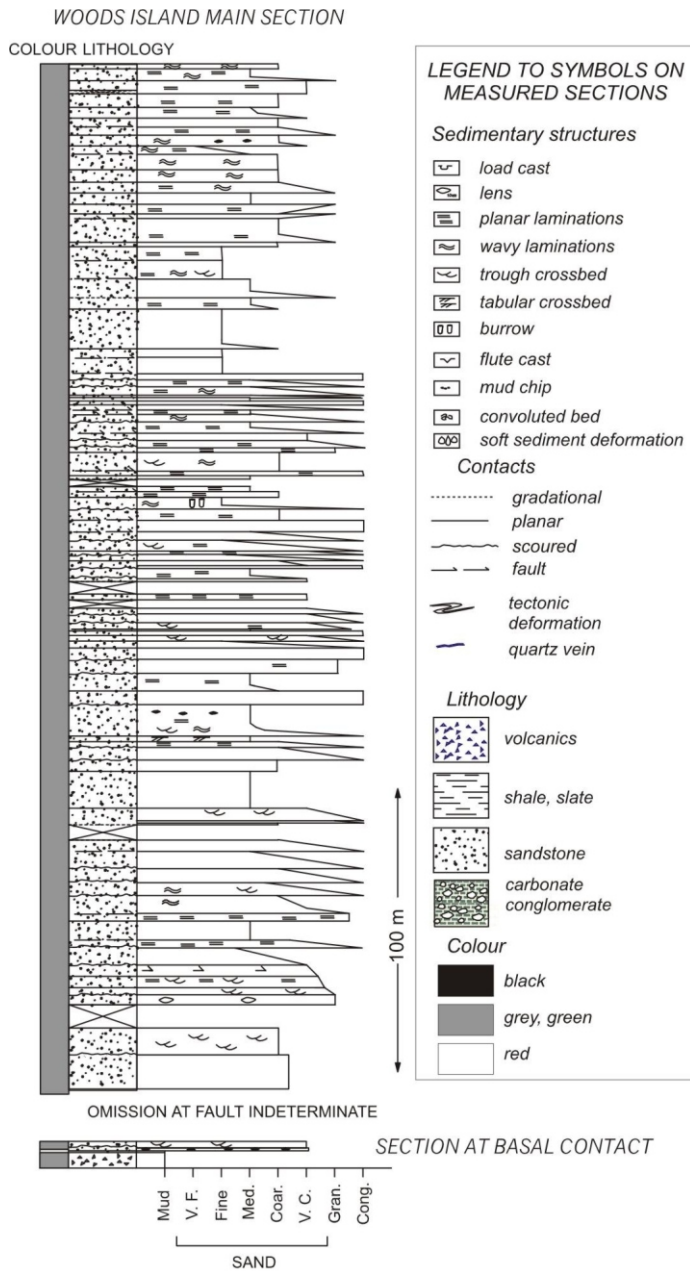 WOODS ISLAND MAIN SECTION
COLOUR LITHOLOGY
LEGEND TO SYMBOLS ON
MEASURED SECTIONS
Sedimentary structures
load cast
lens
planar laminations
wavy laminations
trough crossbed
tabular crossbed
burrow
flute cast
mud chip
convoluted bed
soft sediment deformation
Contacts
gradational
planar
scoured
fault
tectonic
deformation
quartz vein
Lithology
volcanics
shale, slate
sandstone
carbonate
conglomerate
Colour
black
grey, green
red
100 m
OMISSION AT FAULT INDETERMINATE
SECTION AT BASAL CONTACT
Mud
V. F.
Fine
Med.
Coar.
V. C.
Gran.
Cong.
SAND